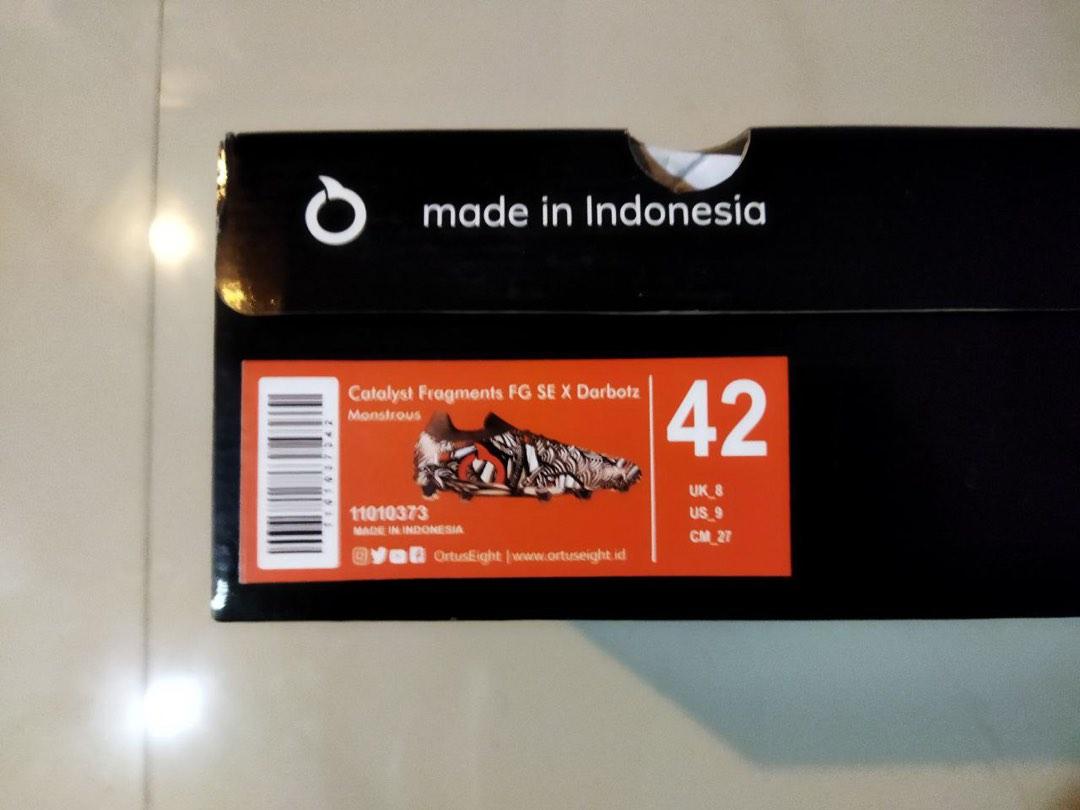 made in Indonesia
Catalyst Fragments FG SE X Darbotz
Monstrous
42
UK_8
US_9
CM_27
11010373
MADE IN INDONESIA
OrtusEight | www.ortuseight.id